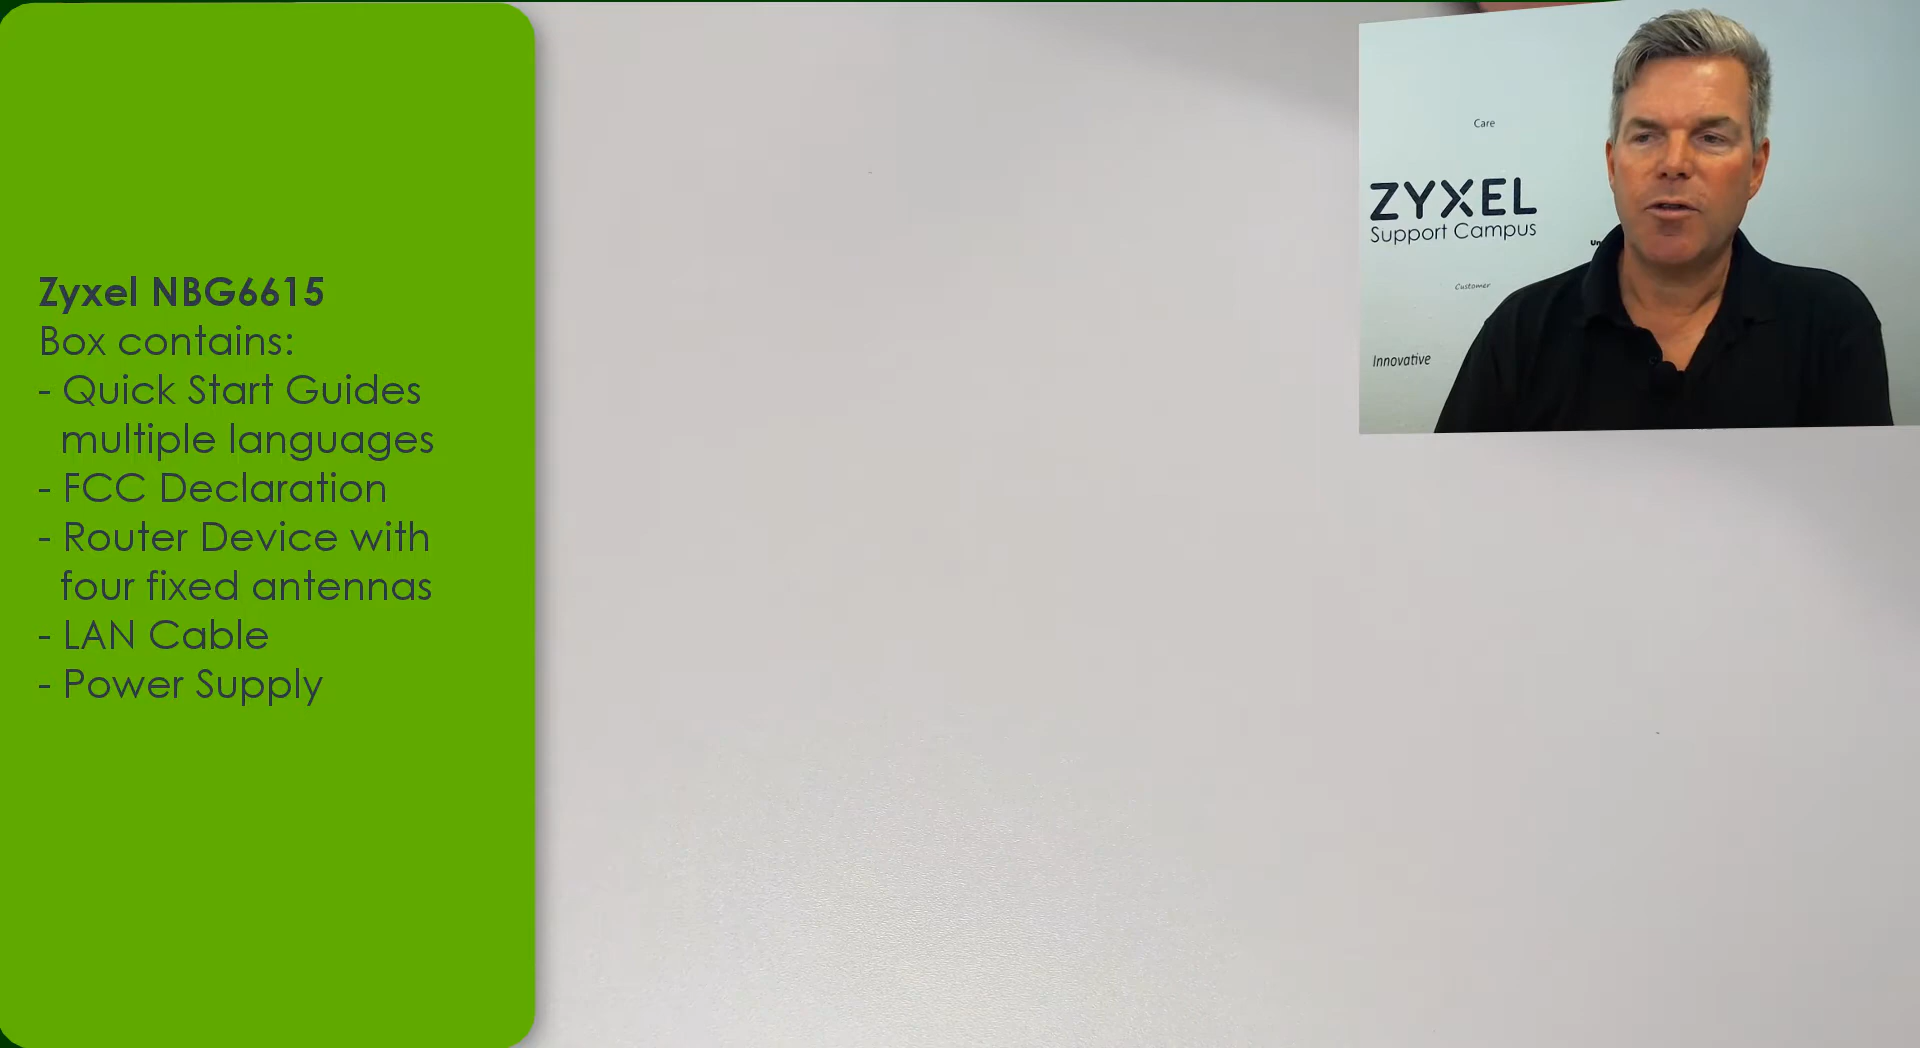 Zyxel NBG6615
Box contains:
- Quick Start Guides
multiple languages
- FCC Declaration
- Router Device with
four fixed antennas
- LAN Cable
- Power Supply
Care
ZYXEL
Support Campus
Customer
Innovative